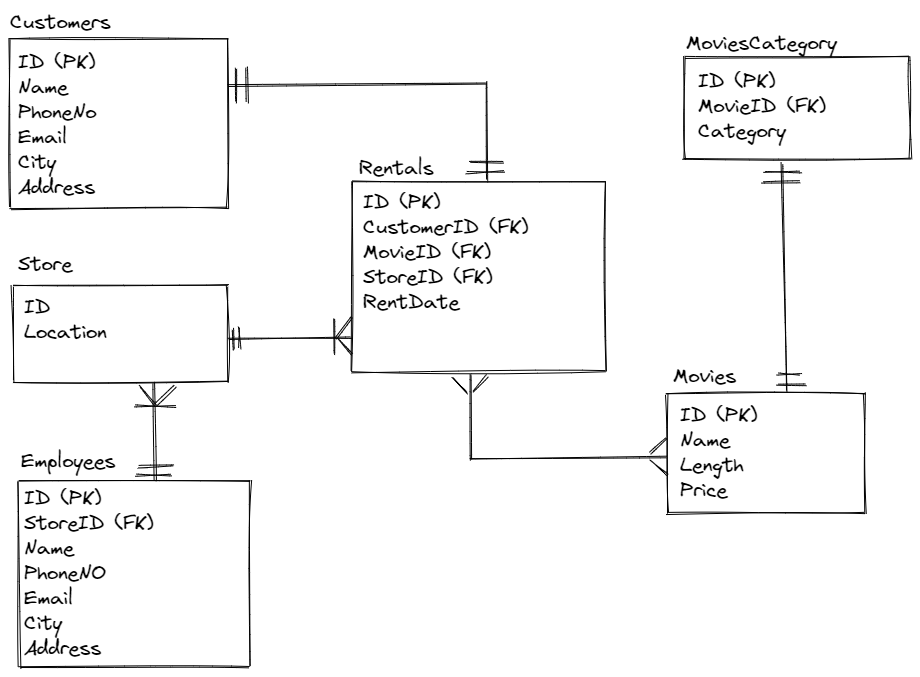 Customers
ID (PK)
Name
PhoneNo
Email
City
Address
MoviesCategory
ID (PK)
MovieID (FK)
Category
Rentals
ID (PK)
CustomerID (FK)
MovieID (FK)
StoreID (FK)
RentDate
Store
ID
Location
Movies
ID (PK)
Name
Length
Price
Employees
ID (PK)
StoreID (FK)
Name
PhoneNO
Email
City
Address